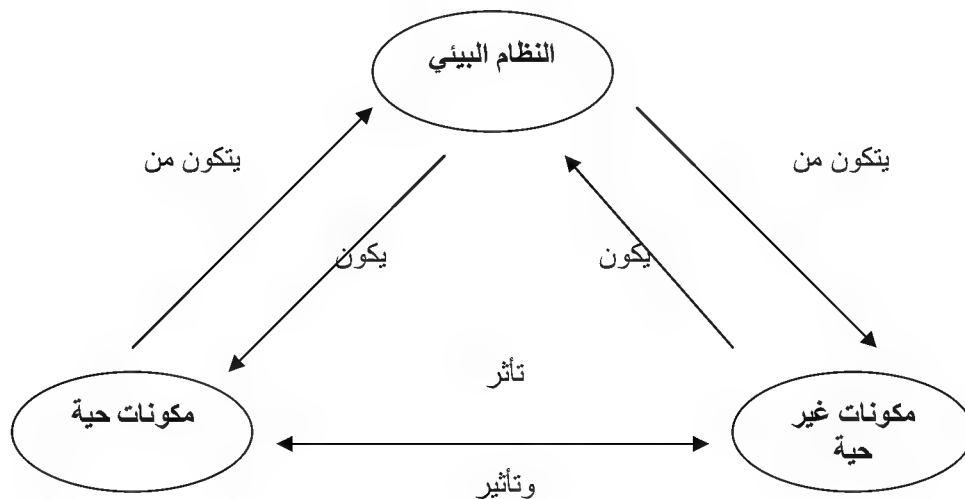 النظام البيئي
يتكون من
يتكون من
يكون
يكون
تأثر
مكونات غير
حية
مكونات حية
وتأثير